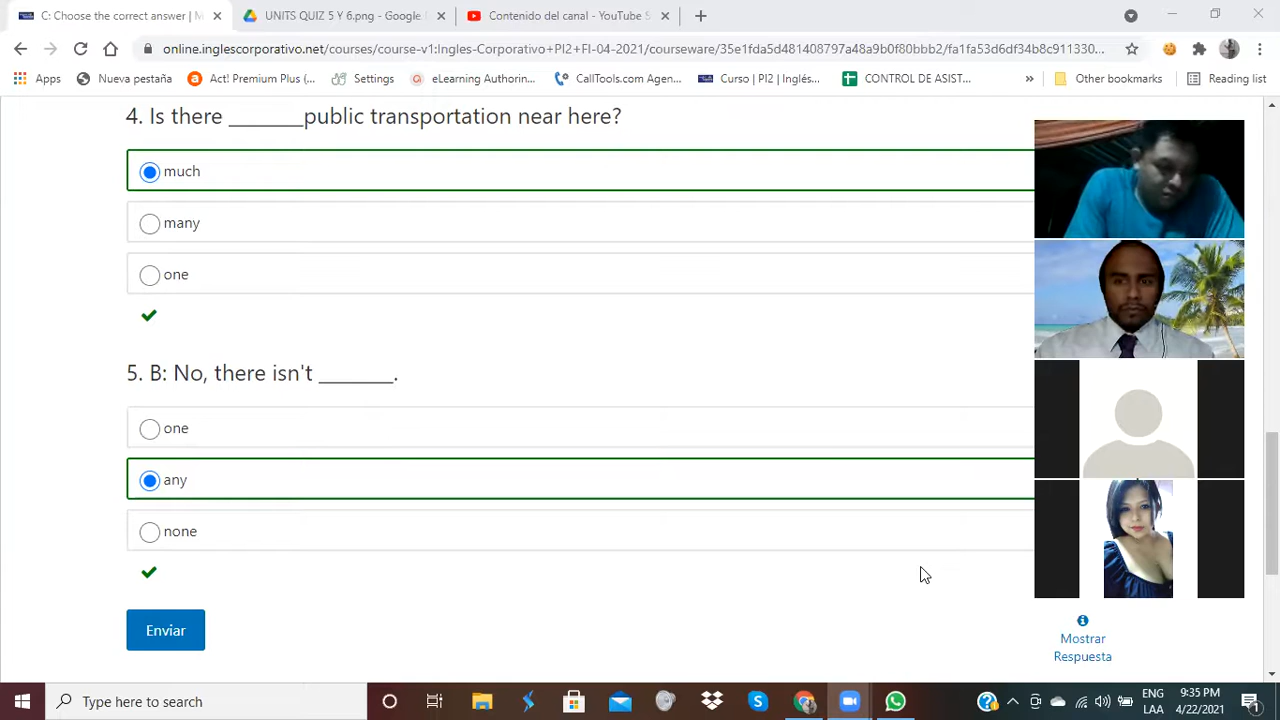 C: Choose the correct answer | M
UNITS QUIZ 5 Y 6.png - Google D
Contenido del canal - YouTube S
online.inglescorporativo.net/courses/course-v1:Ingles-Corporativo+PI2+FI-04-2021/courseware/35e1fda5d481408797a48a9b0f80bbb2/fa1fa53d6df34b8c911330...
Apps
Nueva pestaña
Act! Premium Plus (...
Settings
eLearning Authorin...
CallTools.com Agen...
Curso | PI2 | Inglés...
CONTROL DE ASIST...
»
Other bookmarks
Reading list
4. Is there ________public transportation near here?
much
many
one
5. B: No, there isn't ________.
one
any
none
Enviar
Mostrar
Respuesta
Type here to search
ENG
LAA
9:35 PM
4/22/2021
1